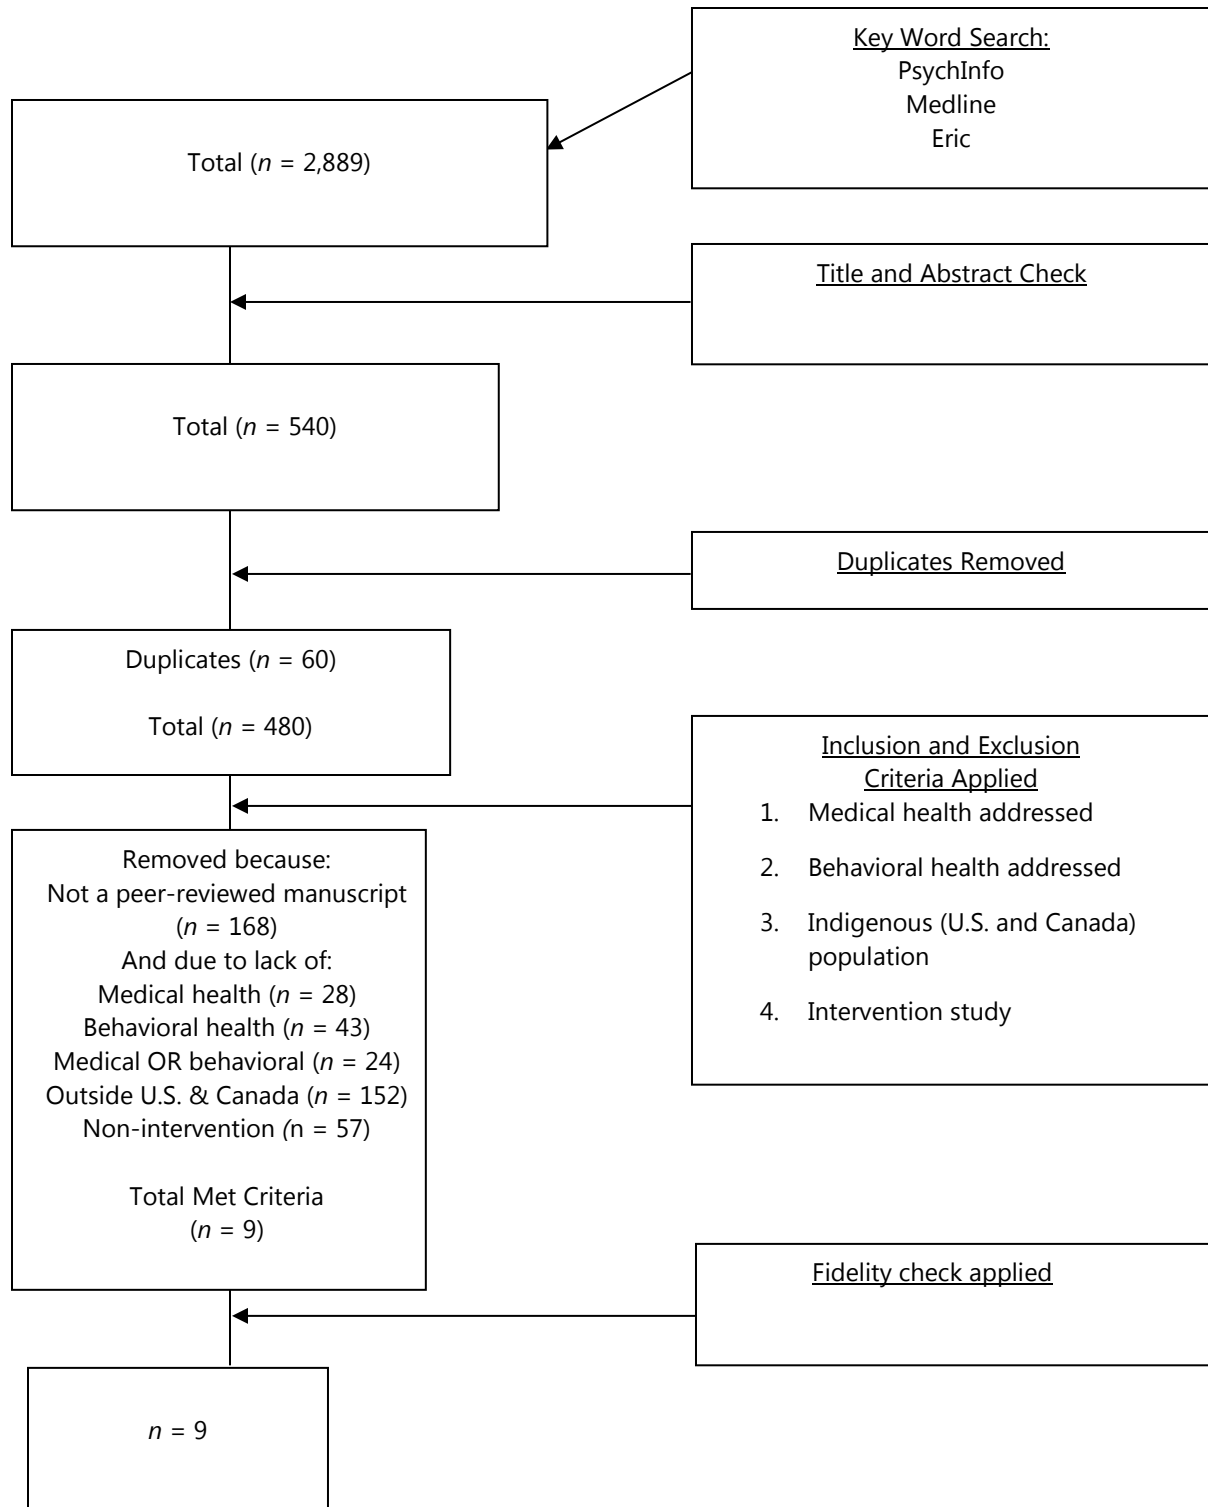 Key Word Search:
PsychInfo
Medline
Eric
Total (n = 2,889)
Title and Abstract Check
Total (n = 540)
Duplicates Removed
Duplicates (n = 60)
Total (n = 480)
Inclusion and Exclusion
Criteria Applied
1. Medical health addressed
2. Behavioral health addressed
3. Indigenous (U.S. and Canada)
population
4. Intervention study
Removed because:
Not a peer-reviewed manuscript
(n = 168)
And due to lack of:
Medical health (n = 28)
Behavioral health (n = 43)
Medical OR behavioral (n = 24)
Outside U.S. & Canada (n = 152)
Non-intervention (n = 57)
Total Met Criteria
(n = 9)
Fidelity check applied
n = 9